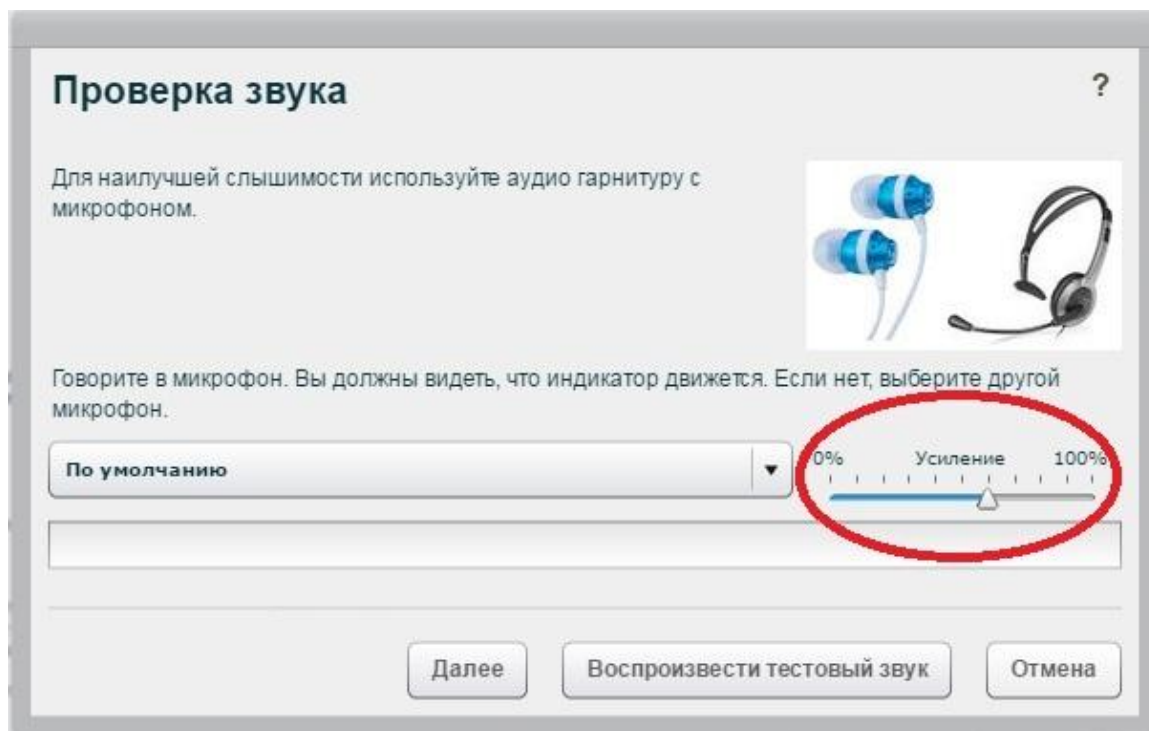 Проверка звука
?
Для наилучшей слышимости используйте аудио гарнитуру с
микрофоном.
Говорите в микрофон. Вы должны видеть, что индикатор движется. Если нет, выберите другой
микрофон.
По умолчанию
0% Усиление 100%
Далее Воспроизвести тестовый звук Отмена